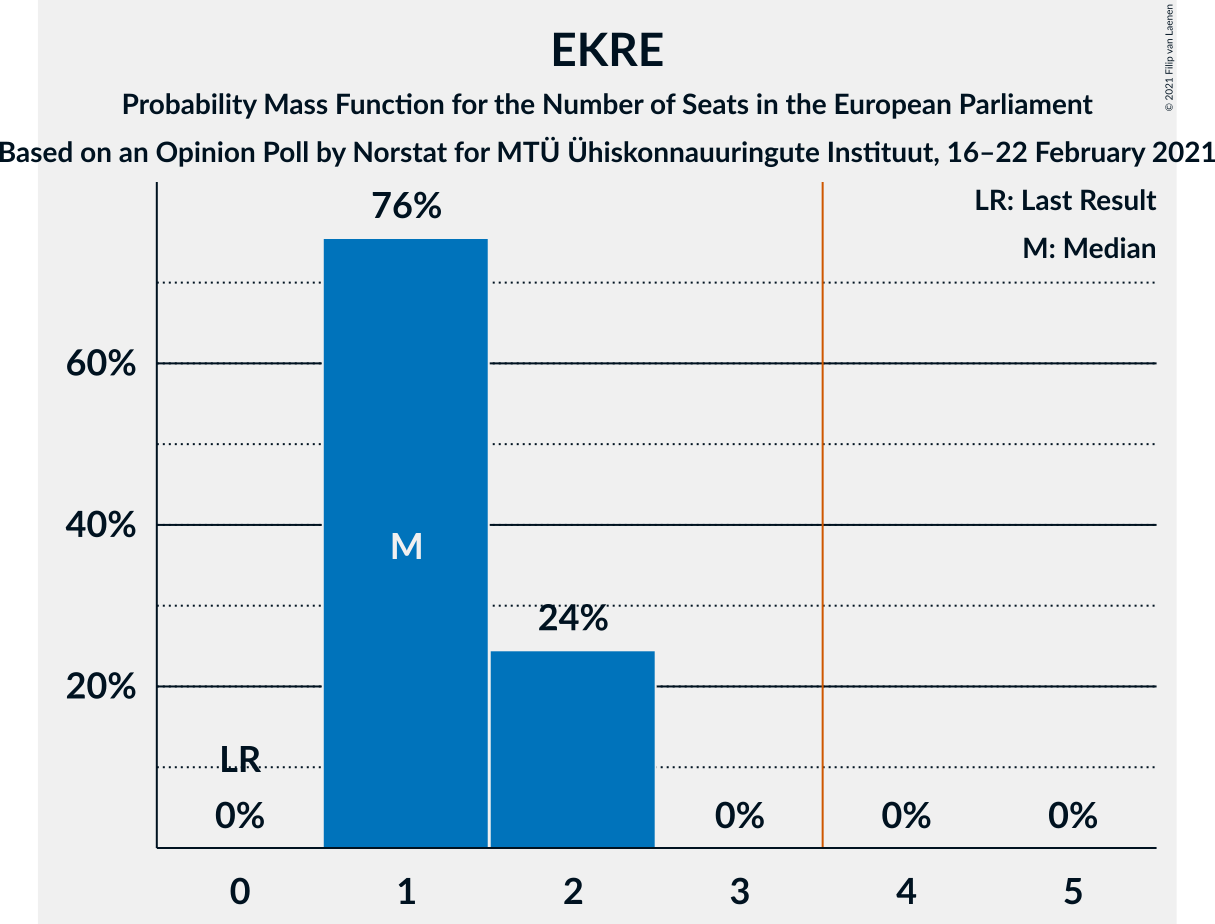 EKRE
Probability Mass Function for the Number of Seats in the European Parliament
Based on an Opinion Poll by Norstat for MTÜ Ühiskonnauuringute Instituut, 16–22 February 2021
© 2021 Filip van Laenen
LR: Last Result
M: Median
76%
60%
40%
M
24%
20%
LR
0%
0%
0%
0%
0
1
2
3
4
5